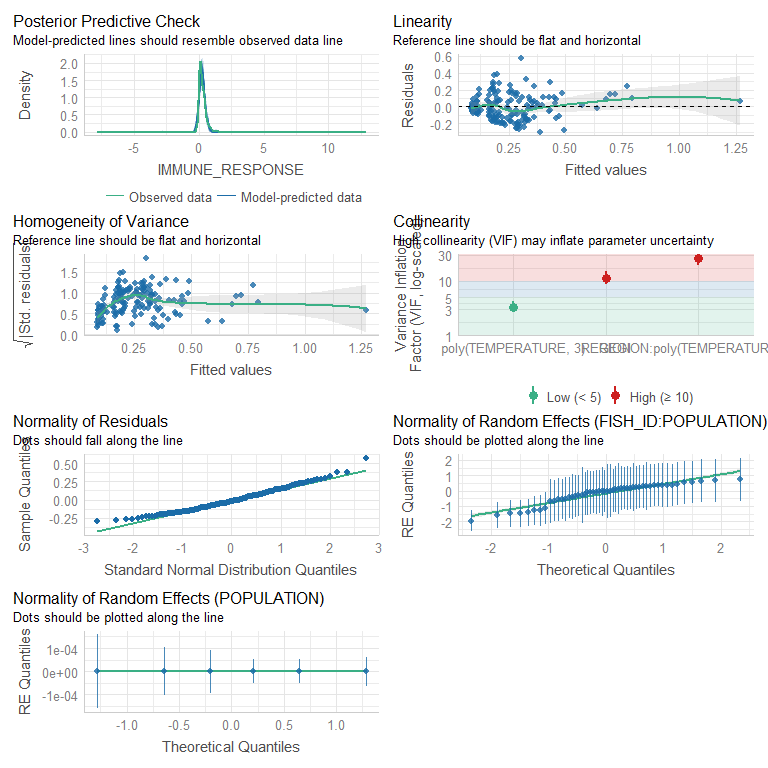 Posterior Predictive Check
Model-predicted lines should resemble observed data line
Density
2.0
1.5
1.0
0.5
0.0
-5
0
5
10
IMMUNE_RESPONSE
Observed data
Model-predicted data
Linearity
Reference line should be flat and horizontal
Residuals
0.6
0.4
0.2
0.0
-0.2
0.25
0.50
0.75
1.00
1.25
Fitted values
Homogeneity of Variance
Reference line should be flat and horizontal
√|Std. residuals|
1.5
1.0
0.5
0.0
0.25
0.50
0.75
1.00
1.25
Fitted values
Collinearity
High collinearity (VIF) may inflate parameter uncertainty
Variance Inflation
Factor (VIF, log-scaled)
30
10
5
3
1
poly(TEMPERATURE, 3)
REGION
REGION:poly(TEMPERATUR
Low (< 5)
High (≥ 10)
Normality of Residuals
Dots should fall along the line
Sample Quantiles
0.50
0.25
0.00
-0.25
-3
-2
-1
0
1
2
3
Standard Normal Distribution Quantiles
Normality of Random Effects (FISH_ID:POPULATION)
Dots should be plotted along the line
RE Quantiles
2
1
0
-1
-2
-2
-1
0
1
2
Theoretical Quantiles
Normality of Random Effects (POPULATION)
Dots should be plotted along the line
RE Quantiles
1e-04
0e+00
-1e-04
-1.0
-0.5
0.0
0.5
1.0
Theoretical Quantiles